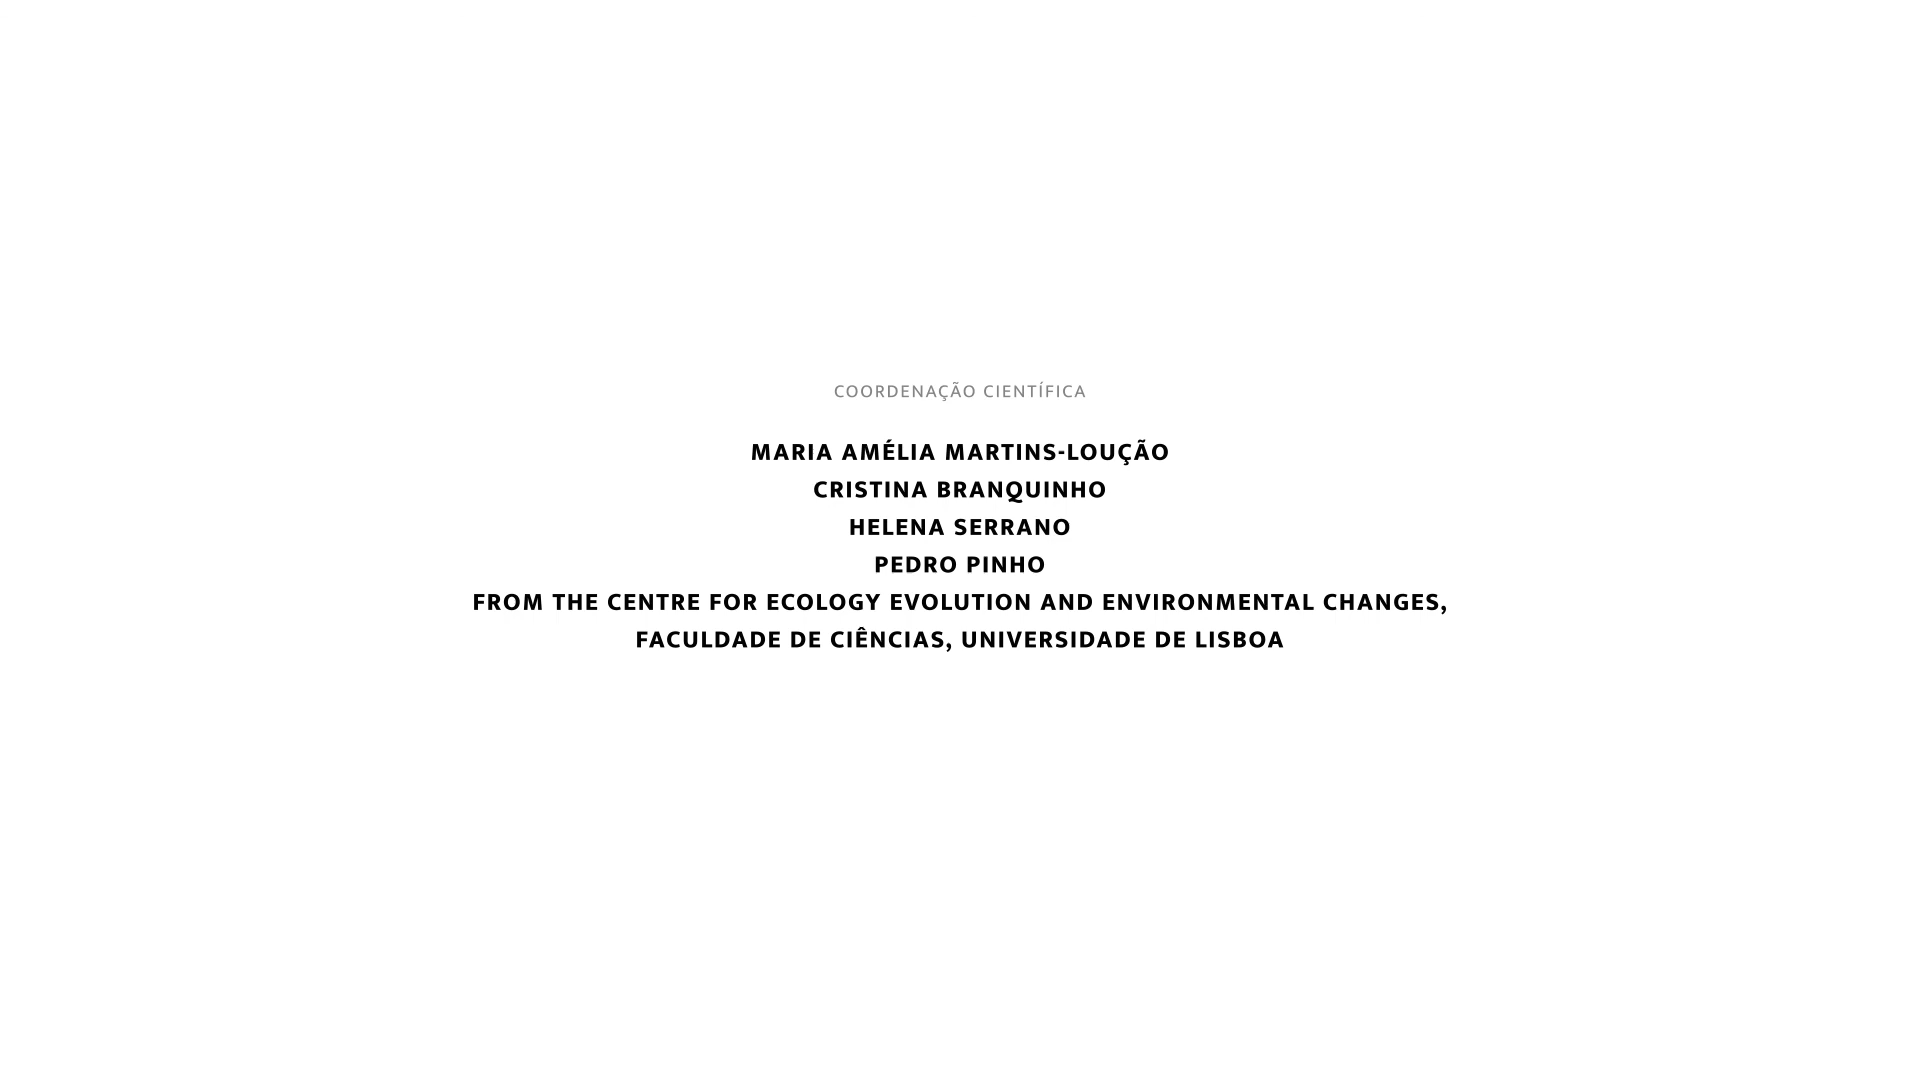 COORDENAÇÃO CIENTÍFICA
MARIA AMÉLIA MARTINS-LOUÇÃO
CRISTINA BRANQUINHO
HELENA SERRANO
PEDRO PINHO
FROM THE CENTRE FOR ECOLOGY EVOLUTION AND ENVIRONMENTAL CHANGES,
FACULDADE DE CIÊNCIAS, UNIVERSIDADE DE LISBOA